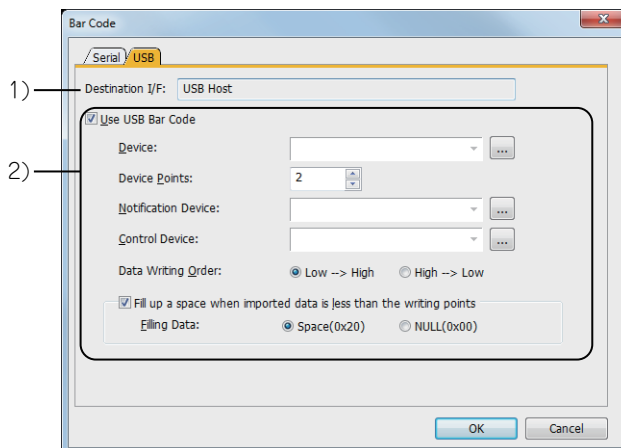 Bar Code
Serial USB
1) Destination I/F: USB Host
Use USB Bar Code
Device: ...
2)
Device Points: 2
Notification Device: ...
Control Device: ...
Data Writing Order: Low --> High High --> Low
Fill up a space when imported data is less than the writing points
Filling Data: Space(0x20) NULL(0x00)
OK Cancel